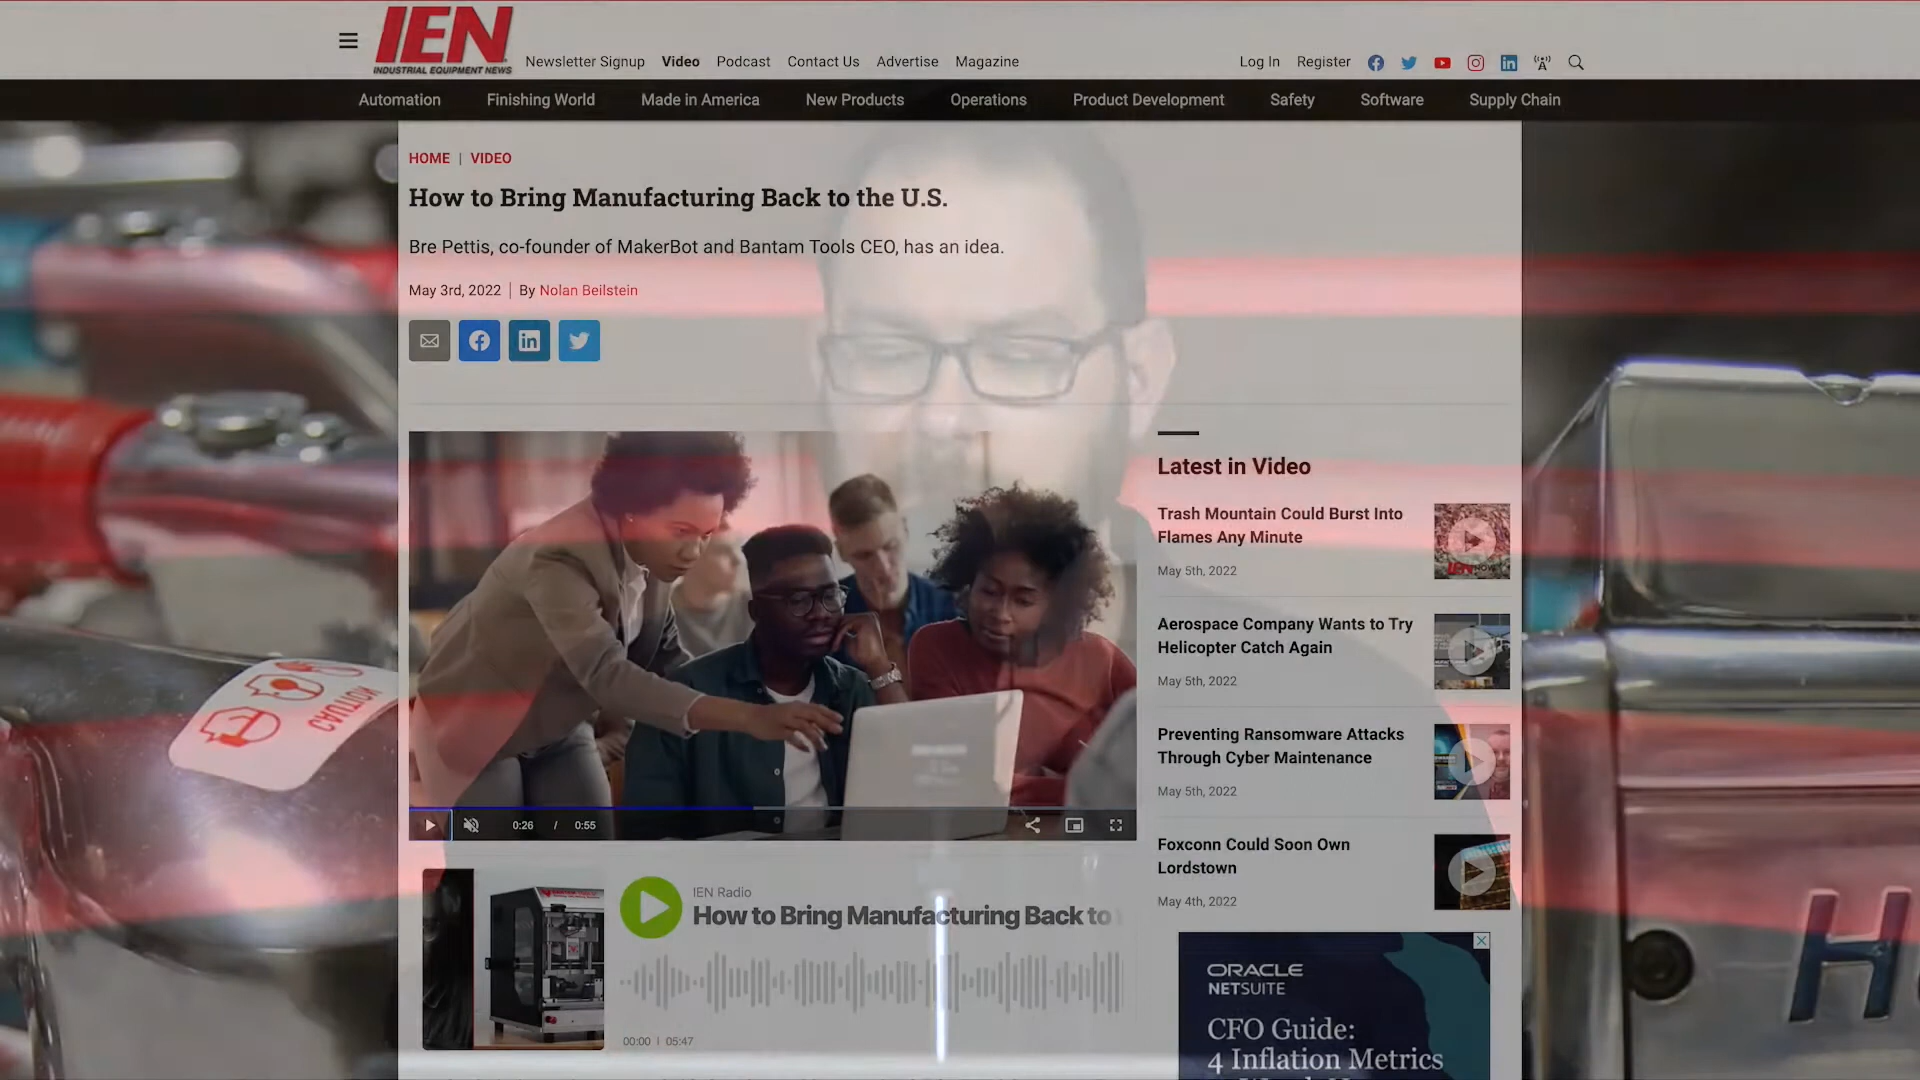 IEN
INDUSTRIAL EQUIPMENT NEWS
Newsletter Signup Video Podcast Contact Us Advertise Magazine
Log In Register
Automation Finishing World Made in America New Products Operations Product Development Safety Software Supply Chain
HOME | VIDEO
How to Bring Manufacturing Back to the U.S.
Bre Pettis, co-founder of MakerBot and Bantam Tools CEO, has an idea.
May 3rd, 2022 | By Nolan Beilstein
Latest in Video
Trash Mountain Could Burst Into
Flames Any Minute
May 5th, 2022
Aerospace Company Wants to Try
Helicopter Catch Again
May 5th, 2022
Preventing Ransomware Attacks
Through Cyber Maintenance
May 5th, 2022
Foxconn Could Soon Own
Lordstown
May 4th, 2022
CAUTION
0:26 / 0:55
IEN Radio
How to Bring Manufacturing Back to
00:00 | 05:47
ORACLE
NETSUITE
CFO Guide:
4 Inflation Metrics
H